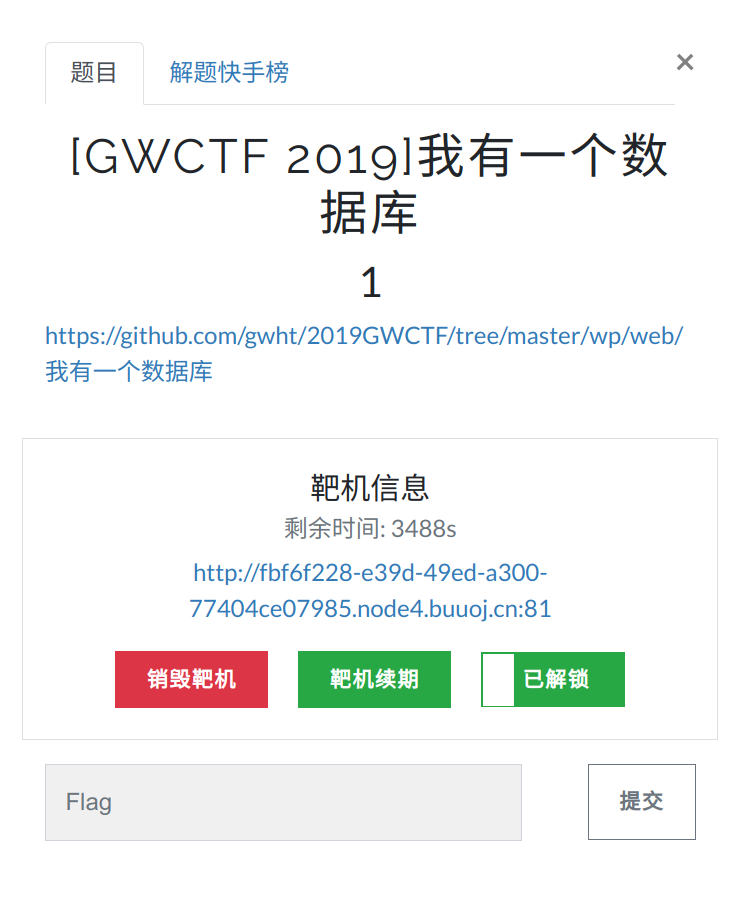 题目
解题快手榜
×
[GWCTF 2019]我有一个数
据库
1
https://github.com/gwht/2019GWCTF/tree/master/wp/web/
我有一个数据库
靶机信息
剩余时间: 3488s
http://fbf6f228-e39d-49ed-a300-
77404ce07985.node4.buuoj.cn:81
销毁靶机
靶机续期
已解锁
Flag
提交